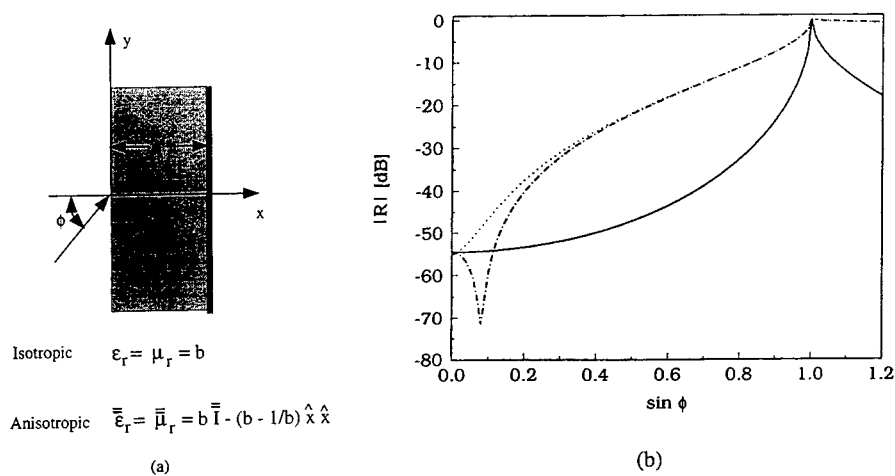 y
x
ϕ
Isotropic ε_r = μ_r = b
Anisotropic ε̿_r = μ̿_r = b I̿ - (b - 1/b) x̂ x̂
(a)
|R| [dB]
0
-10
-20
-30
-40
-50
-60
-70
-80
0.0 0.2 0.4 0.6 0.8 1.0 1.2
sin ϕ
(b)